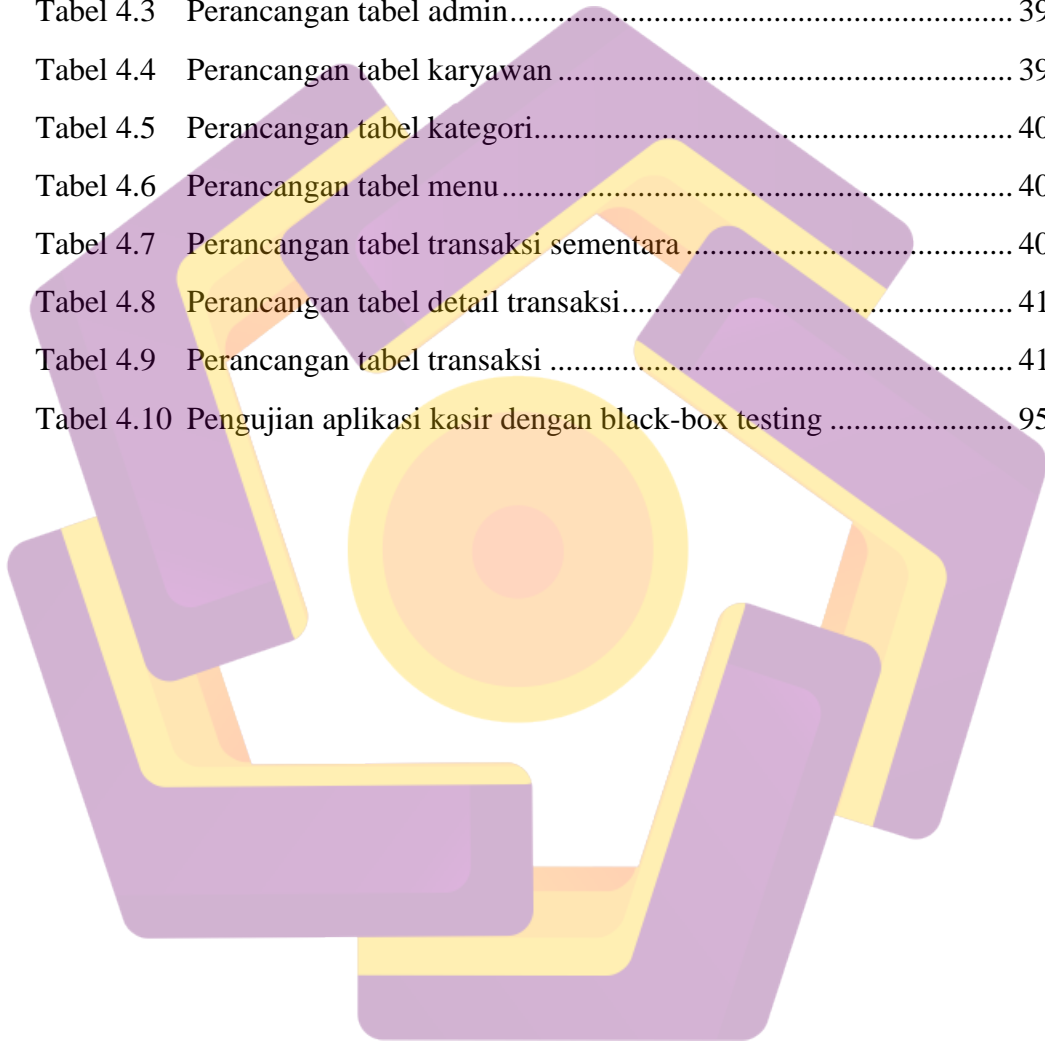 Tabel 4.3 Perancangan tabel admin.......................................................... 39
Tabel 4.4 Perancangan tabel karyawan .................................................... 39
Tabel 4.5 Perancangan tabel kategori....................................................... 40
Tabel 4.6 Perancangan tabel menu........................................................... 40
Tabel 4.7 Perancangan tabel transaksi sementara ..................................... 40
Tabel 4.8 Perancangan tabel detail transaksi............................................. 41
Tabel 4.9 Perancangan tabel transaksi ..................................................... 41
Tabel 4.10 Pengujian aplikasi kasir dengan black-box testing ..................... 95